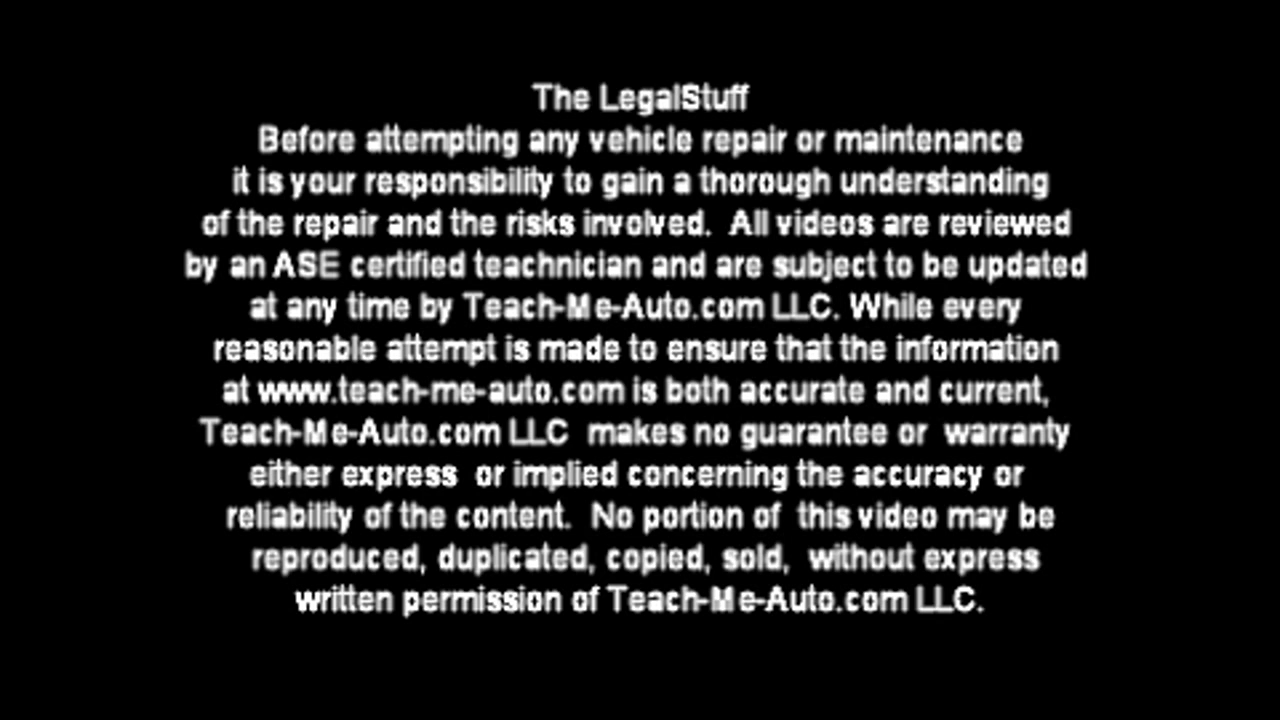 The LegalStuff
Before attempting any vehicle repair or maintenance
it is your responsibility to gain a thorough understanding
of the repair and the risks involved.  All videos are reviewed
by an ASE certified teachnician and are subject to be updated
at any time by Teach-Me-Auto.com LLC. While every
reasonable attempt is made to ensure that the information
at www.teach-me-auto.com is both accurate and current,
Teach-Me-Auto.com LLC  makes no guarantee or  warranty
either express  or implied concerning the accuracy or
reliability of the content.  No portion of  this video may be
reproduced, duplicated, copied, sold,  without express
written permission of Teach-Me-Auto.com LLC.